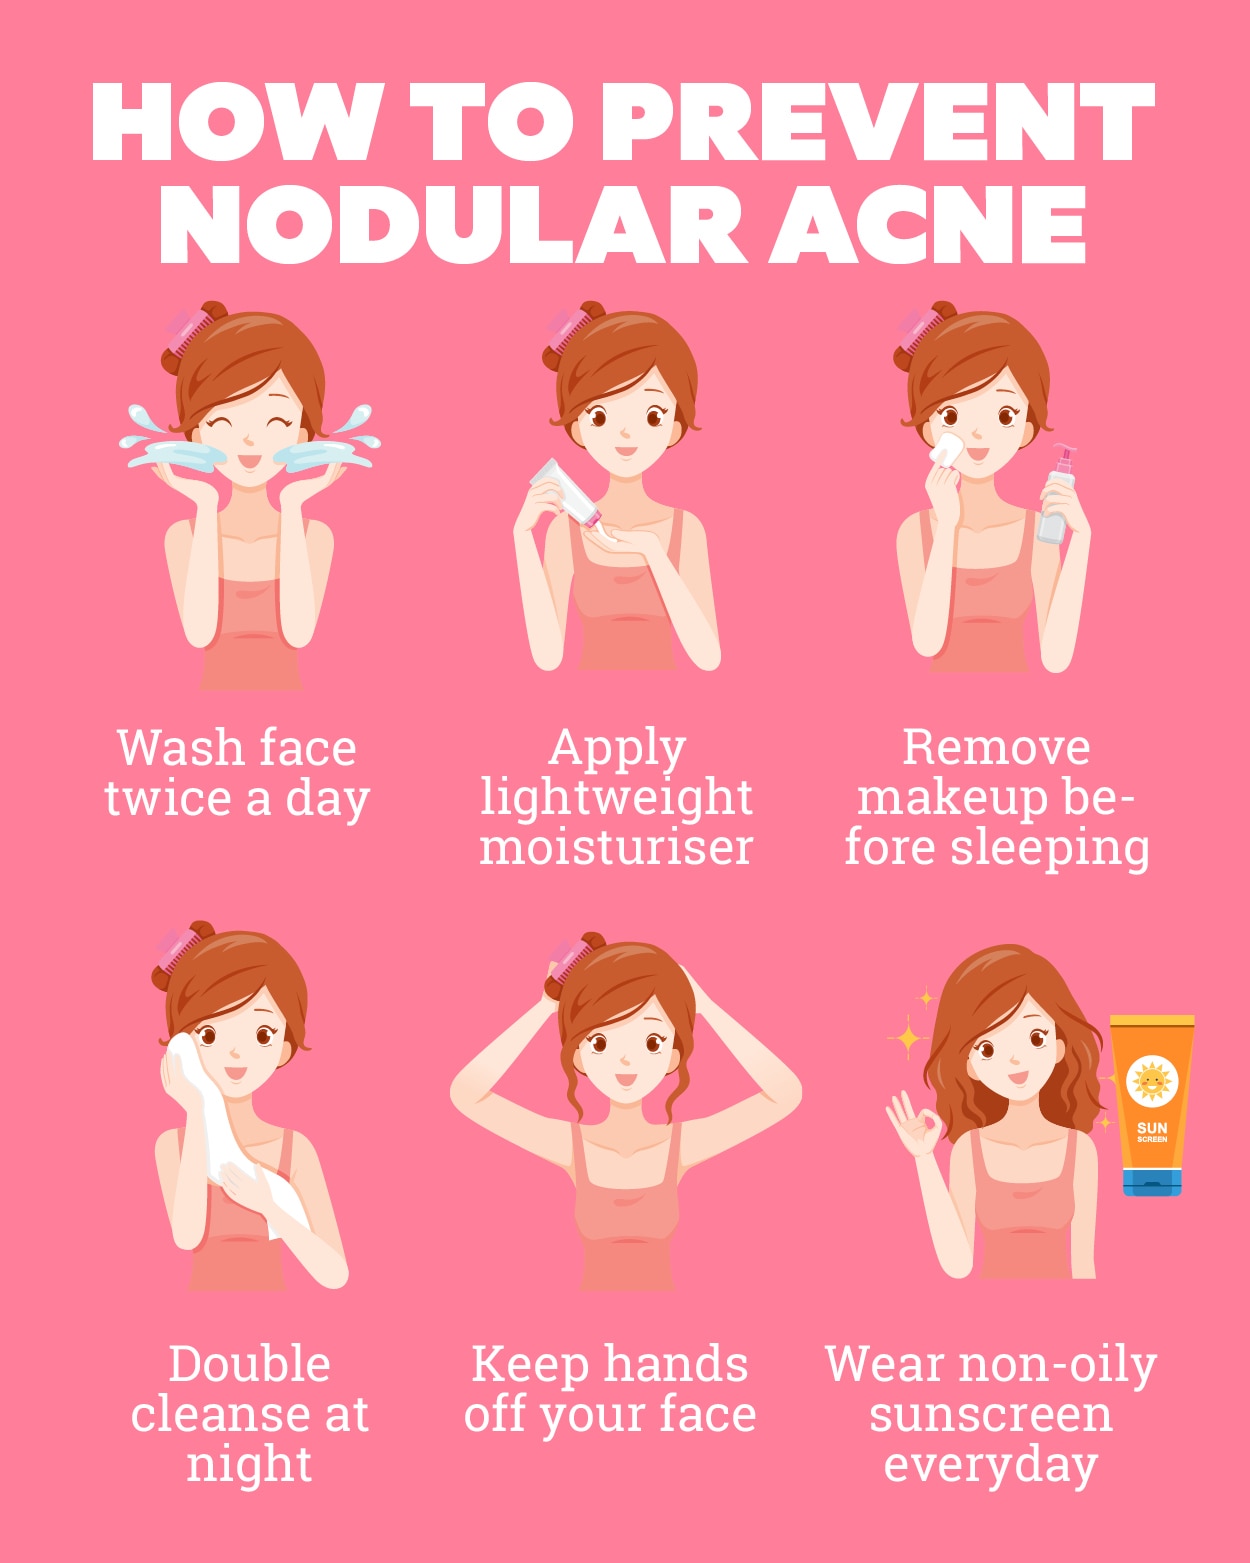 HOW TO PREVENT
NODULAR ACNE
Wash face
twice a day
Apply
lightweight
moisturiser
Remove
makeup be-
fore sleeping
SUN
SCREEN
Double
cleanse at
night
Keep hands
off your face
Wear non-oily
sunscreen
everyday